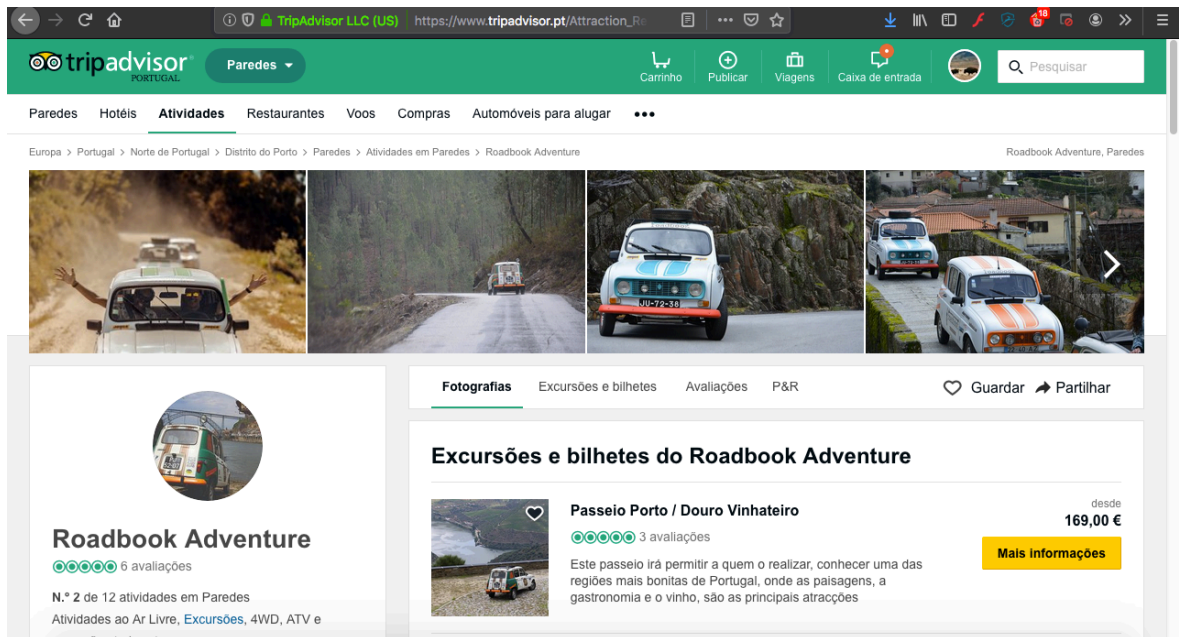 TripAdvisor LLC (US) https://www.tripadvisor.pt/Attraction_Re
18
tripadvisor
PORTUGAL
Paredes
Carrinho
Publicar
Viagens
Caixa de entrada
Pesquisar
Paredes Hotéis Atividades Restaurantes Voos Compras Automóveis para alugar
Europa > Portugal > Norte de Portugal > Distrito do Porto > Paredes > Atividades em Paredes > Roadbook Adventure
Roadbook Adventure, Paredes
JU-72-38
Fotografias Excursões e bilhetes Avaliações P&R
Guardar Partilhar
Excursões e bilhetes do Roadbook Adventure
Passeio Porto / Douro Vinhateiro
3 avaliações
Este passeio irá permitir a quem o realizar, conhecer uma das
regiões mais bonitas de Portugal, onde as paisagens, a
gastronomia e o vinho, são as principais atracções
desde
169,00 €
Mais informações
Roadbook Adventure
6 avaliações
N.º 2 de 12 atividades em Paredes
Atividades ao Ar Livre, Excursões, 4WD, ATV e